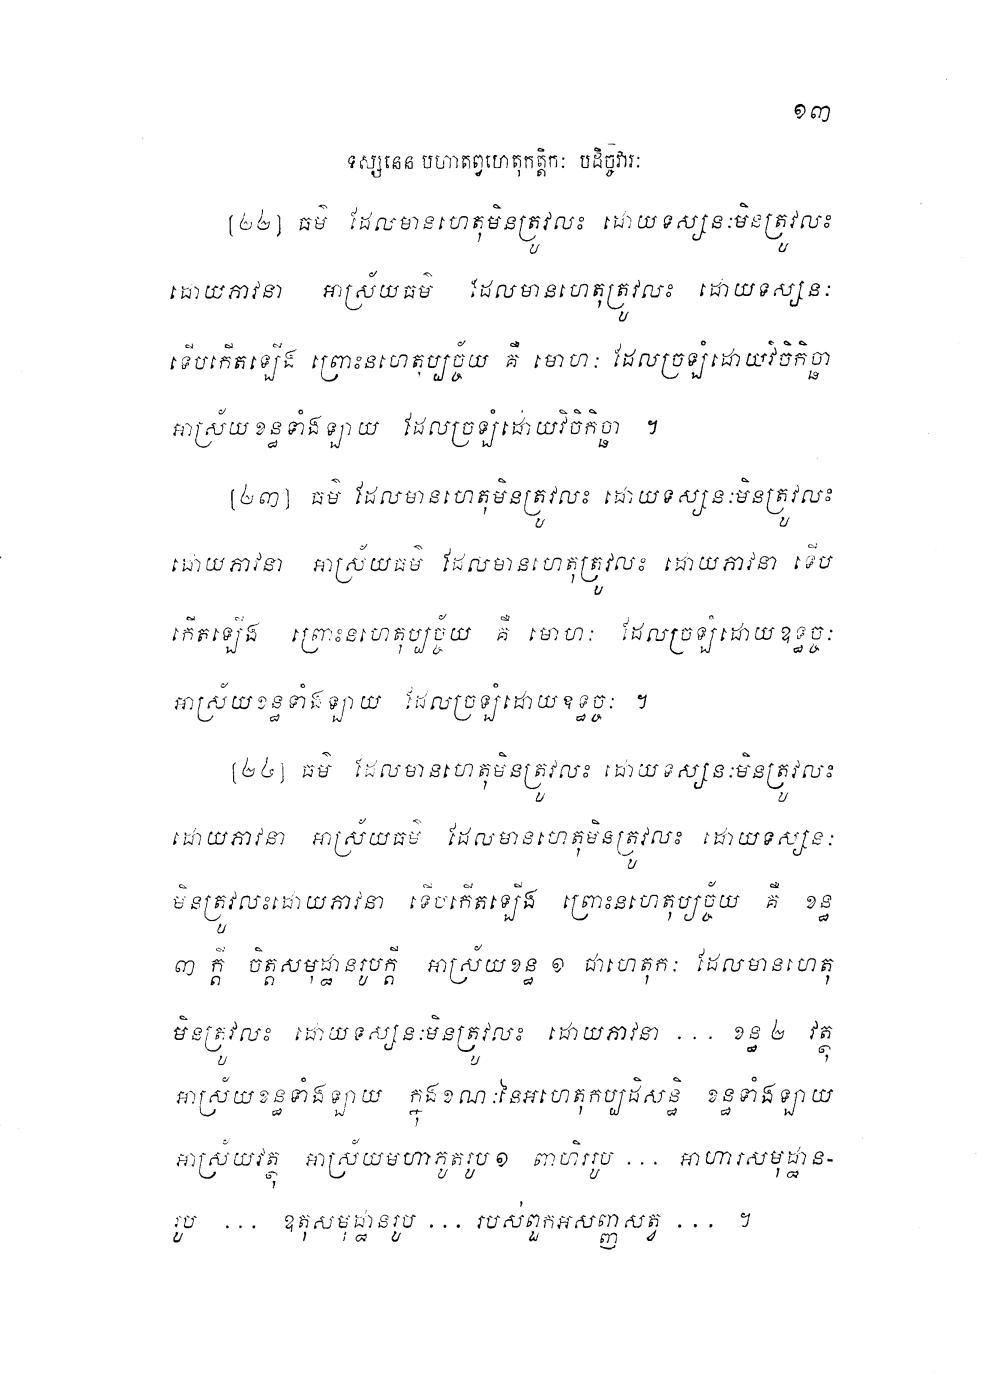 ១៣
ទស្សនេន បហាតព្វហេតុកត្តិកៈ បដិច្ចវារៈ
[២២] ធម៌ ដែលមានហេតុមិនត្រូវលះ ដោយទស្សនៈមិនត្រូវលះ
ដោយភាវនា អាស្រ័យធម៌ ដែលមានហេតុត្រូវលះ ដោយទស្សនៈ
ទើបកើតឡើង ព្រោះនហេតុប្បច្ច័យ គឺ មោហៈ ដែលច្រឡំដោយវិចិកិច្ឆា
អាស្រ័យខន្ធទាំងឡាយ ដែលច្រឡំដោយវិចិកិច្ឆា ។
[២៣] ធម៌ ដែលមានហេតុមិនត្រូវលះ ដោយទស្សនៈមិនត្រូវលះ
ដោយភាវនា អាស្រ័យធម៌ ដែលមានហេតុត្រូវលះ ដោយភាវនា ទើប
កើតឡើង ព្រោះនហេតុប្បច្ច័យ គឺ មោហៈ ដែលច្រឡំដោយឧទ្ធច្ចៈ
អាស្រ័យខន្ធទាំងឡាយ ដែលច្រឡំដោយឧទ្ធច្ចៈ ។
[២៤] ធម៌ ដែលមានហេតុមិនត្រូវលះ ដោយទស្សនៈមិនត្រូវលះ
ដោយភាវនា អាស្រ័យធម៌ ដែលមានហេតុមិនត្រូវលះ ដោយទស្សនៈ
មិនត្រូវលះដោយភាវនា ទើបកើតឡើង ព្រោះនហេតុប្បច្ច័យ គឺ ខន្ធ
៣ ក្តី ចិត្តសមុដ្ឋានរូបក្តី អាស្រ័យខន្ធ ១ ជាហេតុកៈ ដែលមានហេតុ
មិនត្រូវលះ ដោយទស្សនៈមិនត្រូវលះ ដោយភាវនា ... ខន្ធ ២ វត្ថុ
អាស្រ័យខន្ធទាំងឡាយ ក្នុងខណៈនៃអហេតុកប្បដិសន្ធិ ខន្ធទាំងឡាយ
អាស្រ័យវត្ថុ អាស្រ័យមហាភូតរូប ១ ពាហិររូប ... អាហារសមុដ្ឋាន-
រូប ... ឧតុសមុដ្ឋានរូប ... របស់ពួកអសញ្ញសត្វ ... ។